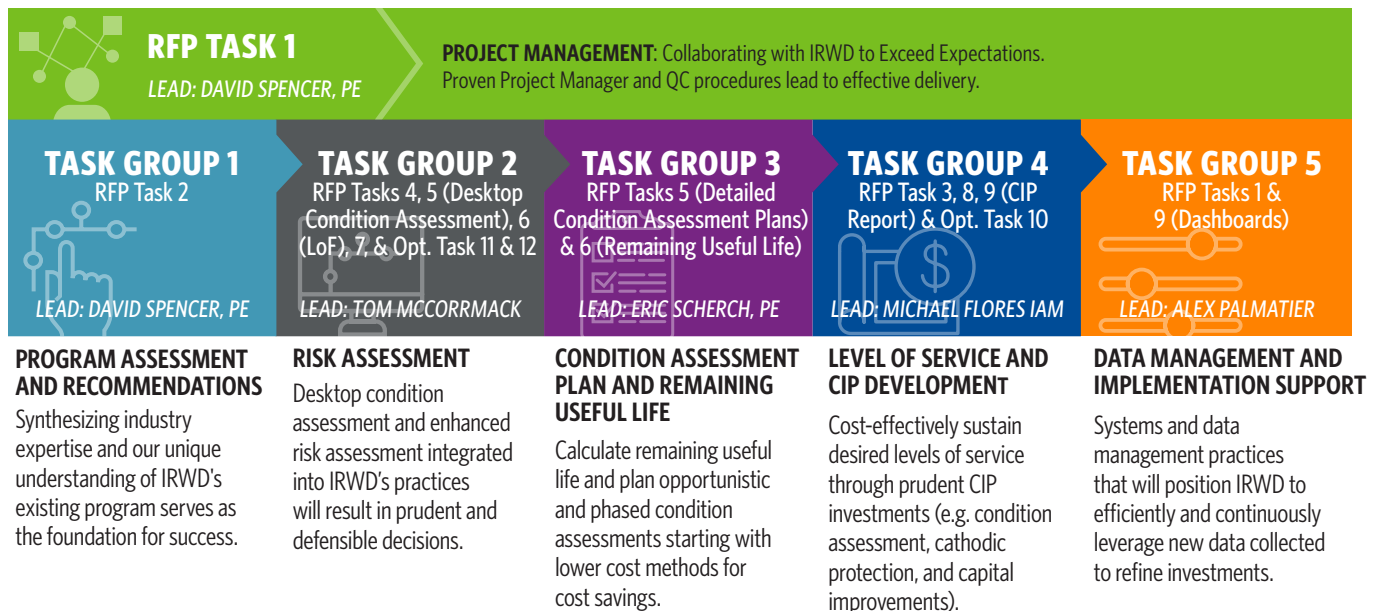 RFP TASK 1
LEAD: DAVID SPENCER, PE
PROJECT MANAGEMENT: Collaborating with IRWD to Exceed Expectations.
Proven Project Manager and QC procedures lead to effective delivery.
TASK GROUP 1
RFP Task 2
LEAD: DAVID SPENCER, PE
TASK GROUP 2
RFP Tasks 4, 5 (Desktop
Condition Assessment), 6
(LoF), 7, & Opt. Task 11 & 12
LEAD: TOM MCCORRMACK
TASK GROUP 3
RFP Tasks 5 (Detailed
Condition Assessment Plans)
& 6 (Remaining Useful Life)
LEAD: ERIC SCHERCH, PE
TASK GROUP 4
RFP Task 3, 8, 9 (CIP
Report) & Opt. Task 10
$
LEAD: MICHAEL FLORES IAM
TASK GROUP 5
RFP Tasks 1 &
9 (Dashboards)
LEAD: ALEX PALMATIER
PROGRAM ASSESSMENT
AND RECOMMENDATIONS
Synthesizing industry
expertise and our unique
understanding of IRWD's
existing program serves as
the foundation for success.
RISK ASSESSMENT
Desktop condition
assessment and enhanced
risk assessment integrated
into IRWD’s practices
will result in prudent and
defensible decisions.
CONDITION ASSESSMENT
PLAN AND REMAINING
USEFUL LIFE
Calculate remaining useful
life and plan opportunistic
and phased condition
assessments starting with
lower cost methods for
cost savings.
LEVEL OF SERVICE AND
CIP DEVELOPMENT
Cost-effectively sustain
desired levels of service
through prudent CIP
investments (e.g. condition
assessment, cathodic
protection, and capital
improvements).
DATA MANAGEMENT AND
IMPLEMENTATION SUPPORT
Systems and data
management practices
that will position IRWD to
efficiently and continuously
leverage new data collected
to refine investments.